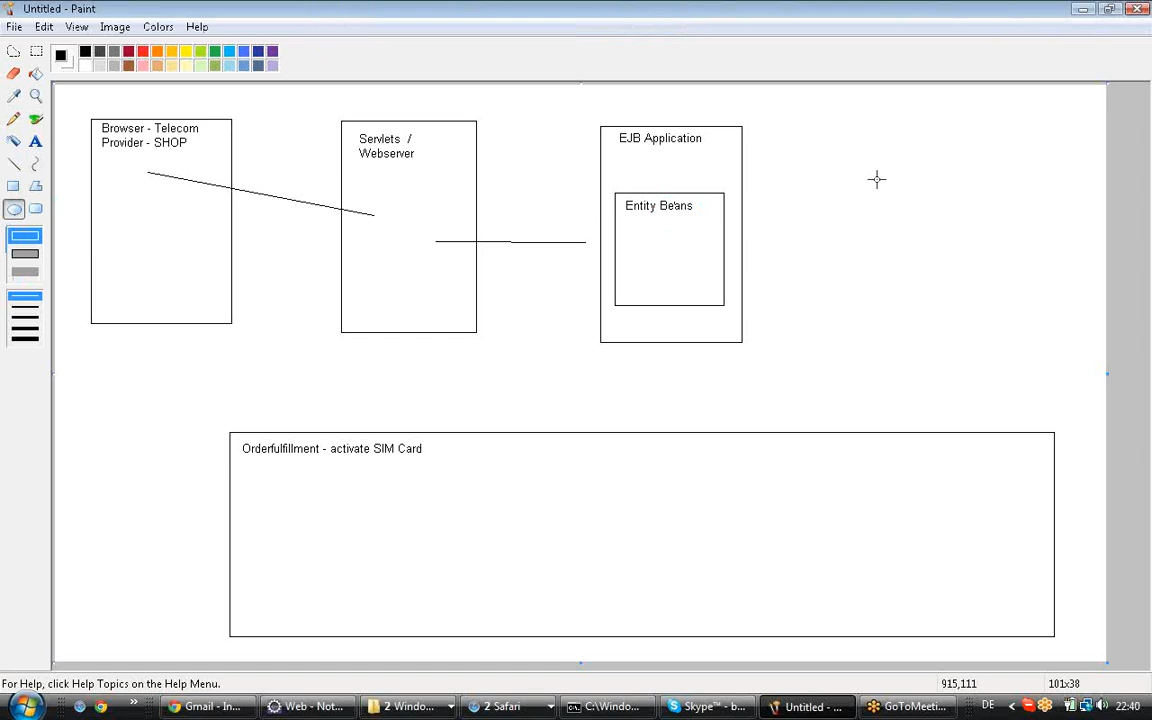 Untitled - Paint
File Edit View Image Colors Help
Browser - Telecom
Provider - SHOP
Servlets /
Webserver
EJB Application
Entity Beans
Orderfulfillment - activate SIM Card
For Help, click Help Topics on the Help Menu.
915,111
101x38
Gmail - In...
Web - Not...
2 Windo...
2 Safari
C:\Windo...
Skype™ - b...
Untitled - ...
GoToMeeti...
DE
22:40